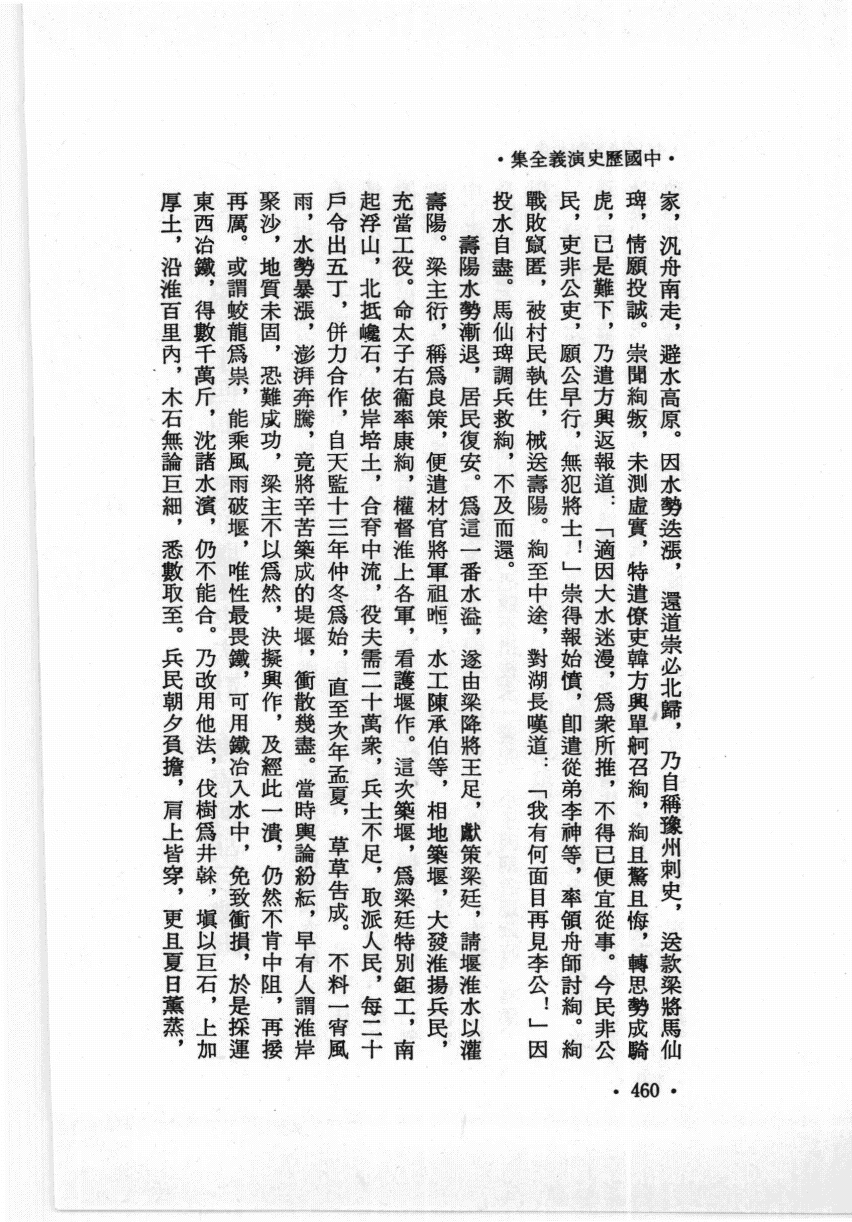 ・中國歷史演義全集・
家，汎舟南走，避水高原。因水勢迭漲，還道崇必北歸，乃自稱豫州刺史，送款梁將馬仙
琕，情願投誠。崇聞絢叛，未測虛實，特遣僚吏韓方興單舸召絢，絢且驚且悔，轉思勢成騎
虎，已是難下，乃遣方興返報道：「適因大水迷漫，爲衆所推，不得已便宜從事。今民非公
民，吏非公吏，願公早行，無犯將士！」崇得報始憤，卽遣從弟李神等，率領舟師討絢。絢
戰敗竄匿，被村民執住，械送壽陽。絢至中途，對湖長嘆道：「我有何面目再見李公！」因
投水自盡。馬仙琕調兵救絢，不及而還。
壽陽水勢漸退，居民復安。爲這一番水溢，遂由梁降將王足，獻策梁廷，請堰淮水以灌
壽陽。梁主衍，稱爲良策，便遣材官將軍祖暅，水工陳承伯等，相地築堰，大發淮揚兵民，
充當工役。命太子右衞率康絢，權督淮上各軍，看護堰作。這次築堰，爲梁廷特別鉅工，南
起浮山，北抵巉石，依岸培土，合脊中流，役夫需二十萬衆，兵士不足，取派人民，每二十
戶令出五丁，併力合作，自天監十三年仲冬爲始，直至次年孟夏，草草告成。不料一宵風
雨，水勢暴漲，澎湃奔騰，竟將辛苦築成的堤堰，衝散幾盡。當時輿論紛紜，早有人謂淮岸
聚沙，地質未固，恐難成功，梁主不以爲然，決擬興作，及經此一潰，仍然不肯中阻，再接
再厲。或謂蛟龍爲祟，能乘風雨破堰，唯性最畏鐵，可用鐵冶入水中，免致衝損，於是採運
東西冶鐵，得數千萬斤，沈諸水濱，仍不能合。乃改用他法，伐樹爲井榦，塡以巨石，上加
厚土，沿淮百里內，木石無論巨細，悉數取至。兵民朝夕負擔，肩上皆穿，更且夏日薰蒸，
・460・